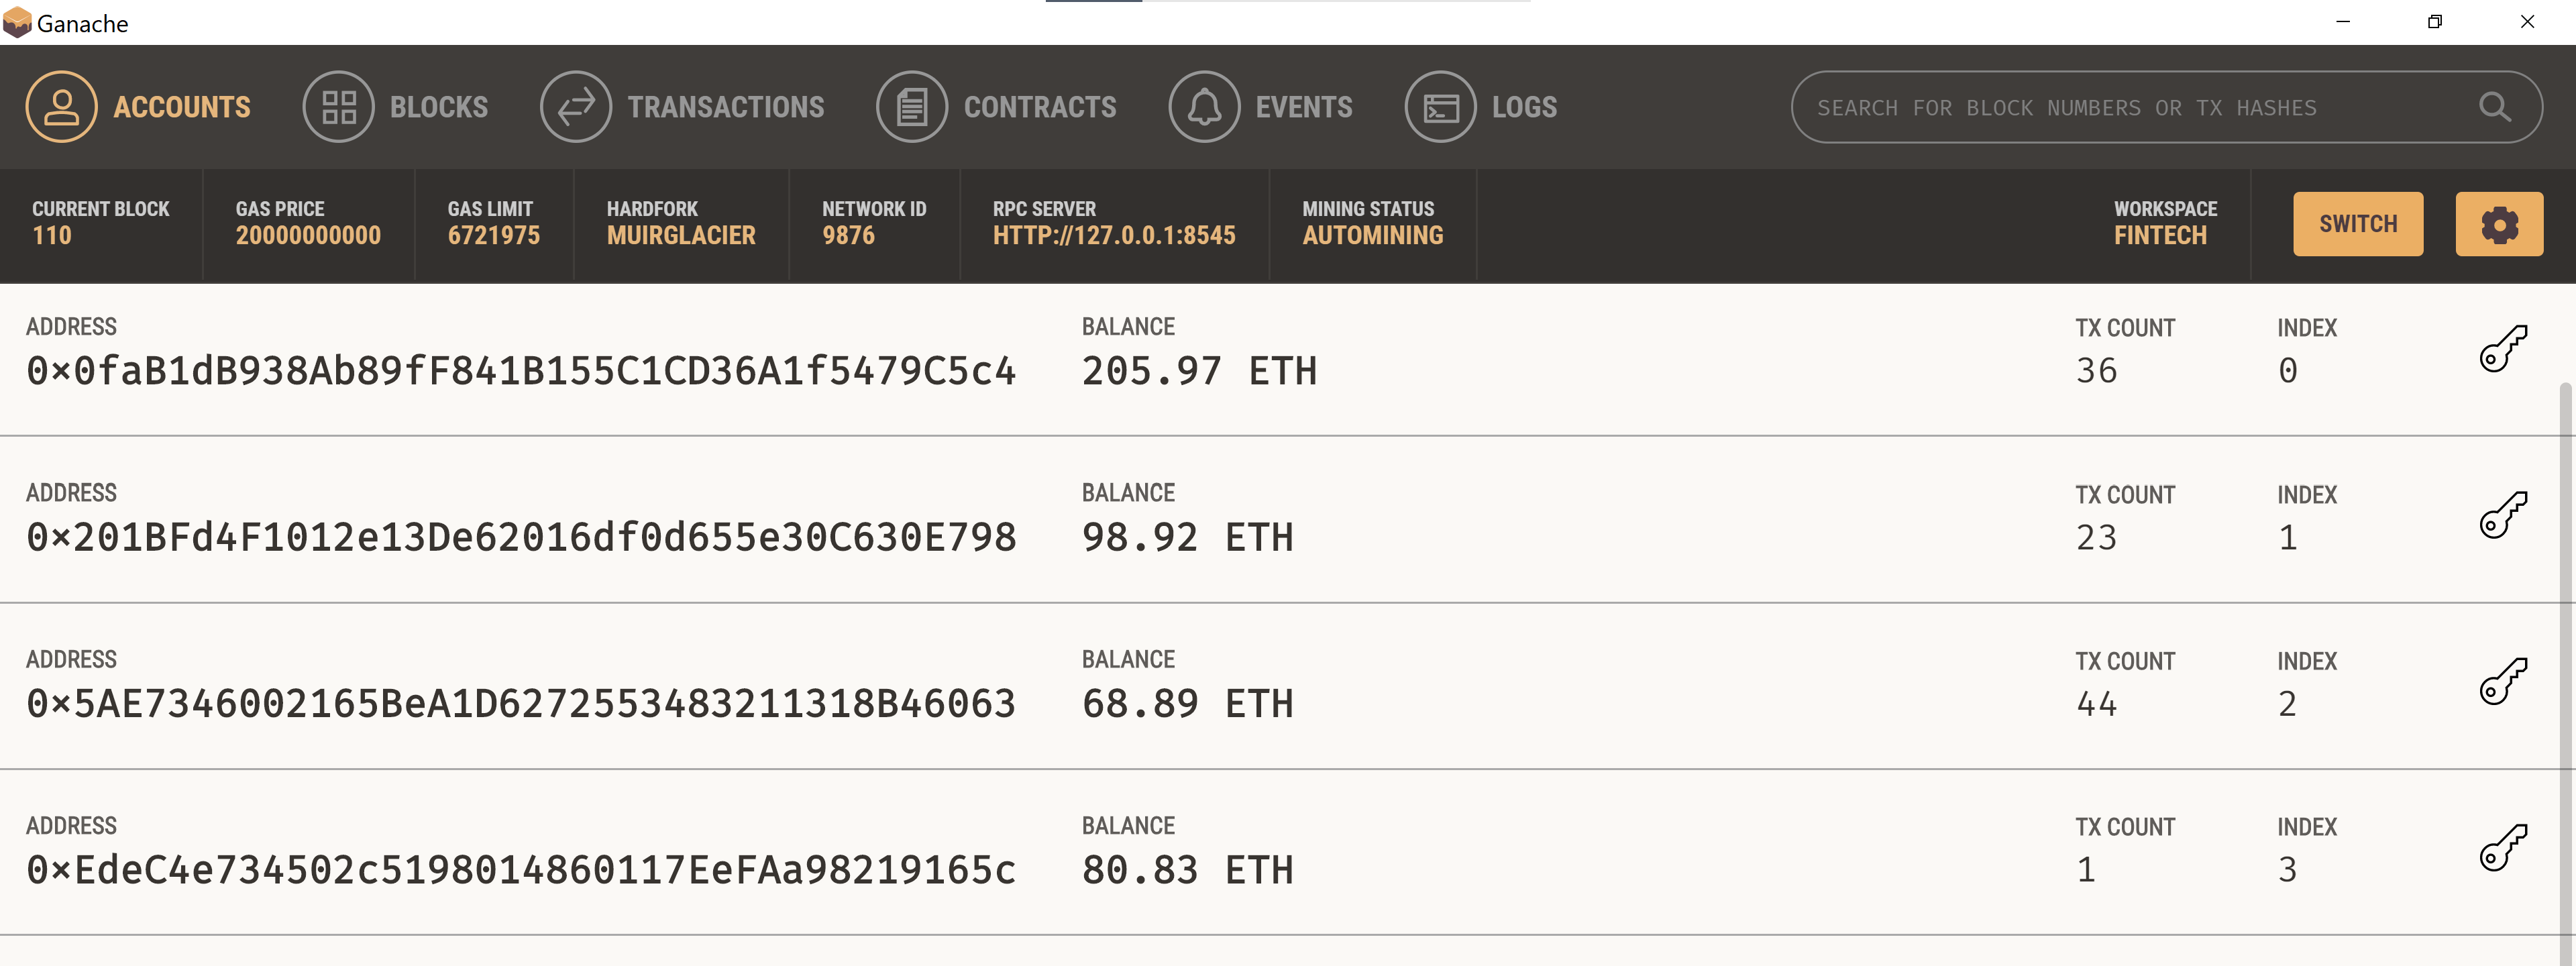 Ganache
ACCOUNTS BLOCKS TRANSACTIONS CONTRACTS EVENTS LOGS SEARCH FOR BLOCK NUMBERS OR TX HASHES
CURRENT BLOCK GAS PRICE GAS LIMIT HARDFORK NETWORK ID RPC SERVER MINING STATUS WORKSPACE
110 20000000000 6721975 MUIRGLACIER 9876 HTTP://127.0.0.1:8545 AUTOMINING FINTECH SWITCH
ADDRESS BALANCE TX COUNT INDEX
0×0faB1dB938Ab89fF841B155C1CD36A1f5479C5c4 205.97 ETH 36 0
ADDRESS BALANCE TX COUNT INDEX
0×201BFd4F1012e13De62016df0d655e30C630E798 98.92 ETH 23 1
ADDRESS BALANCE TX COUNT INDEX
0×5AE7346002165BeA1D6272553483211318B46063 68.89 ETH 44 2
ADDRESS BALANCE TX COUNT INDEX
0×EdeC4e734502c5198014860117EeFAa98219165c 80.83 ETH 1 3